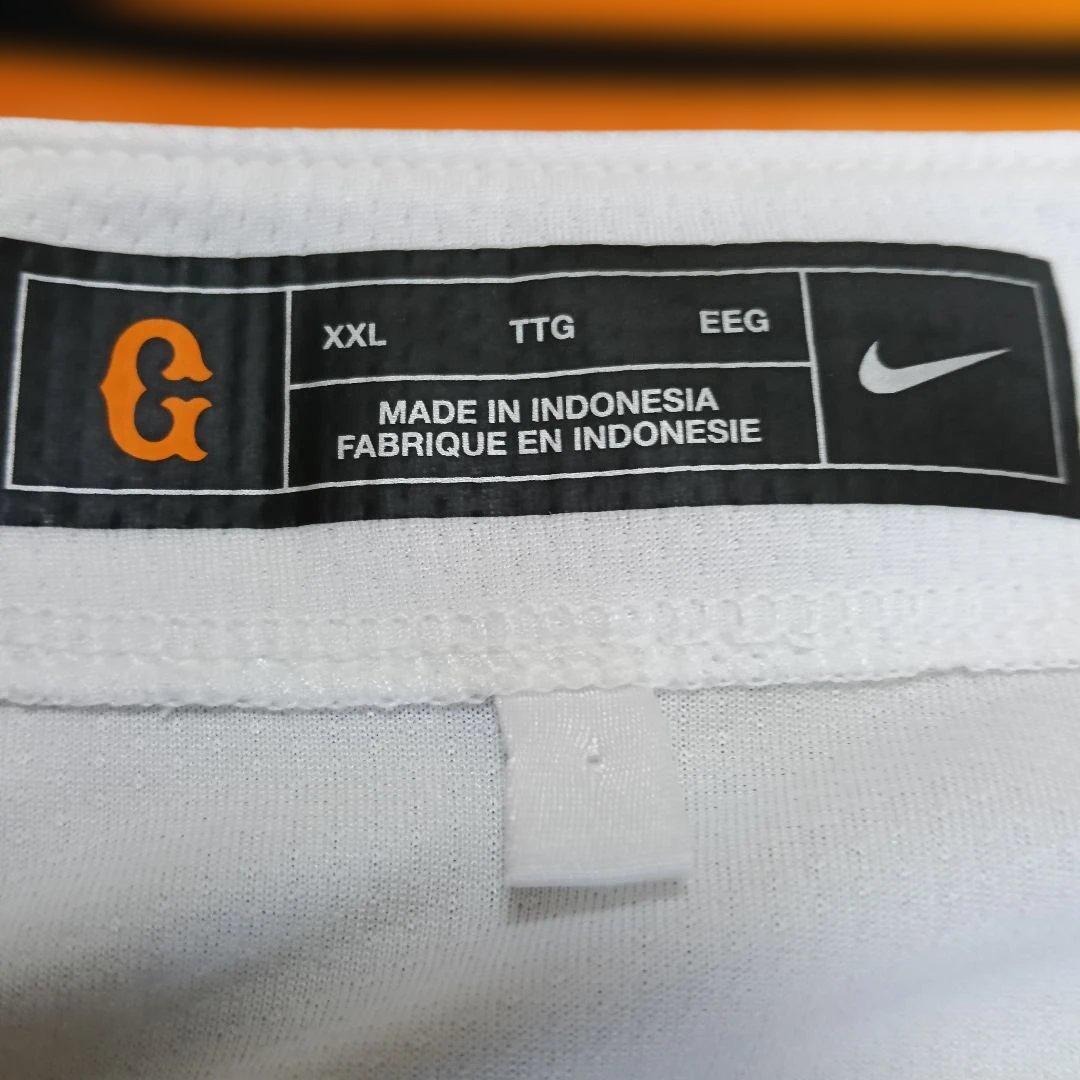 G
XXL TTG EEG
MADE IN INDONESIA
FABRIQUE EN INDONESIE